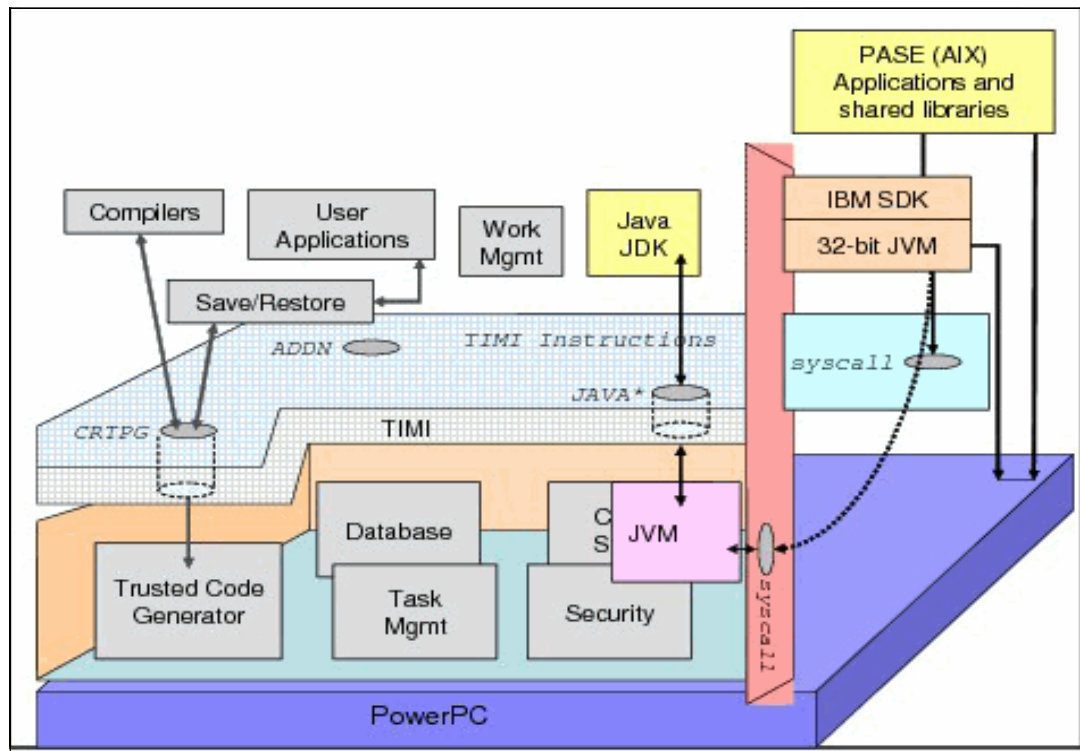 PASE (AIX)
Applications and
shared libraries
Compilers
User
Applications
Work
Mgmt
Java
JDK
IBM SDK
32-bit JVM
Save/Restore
ADDN
TIMI Instructions
syscall
JAVA*
CRTPG
TIMI
Database
C
S
JVM
Trusted Code
Generator
Task
Mgmt
Security
syscall
PowerPC